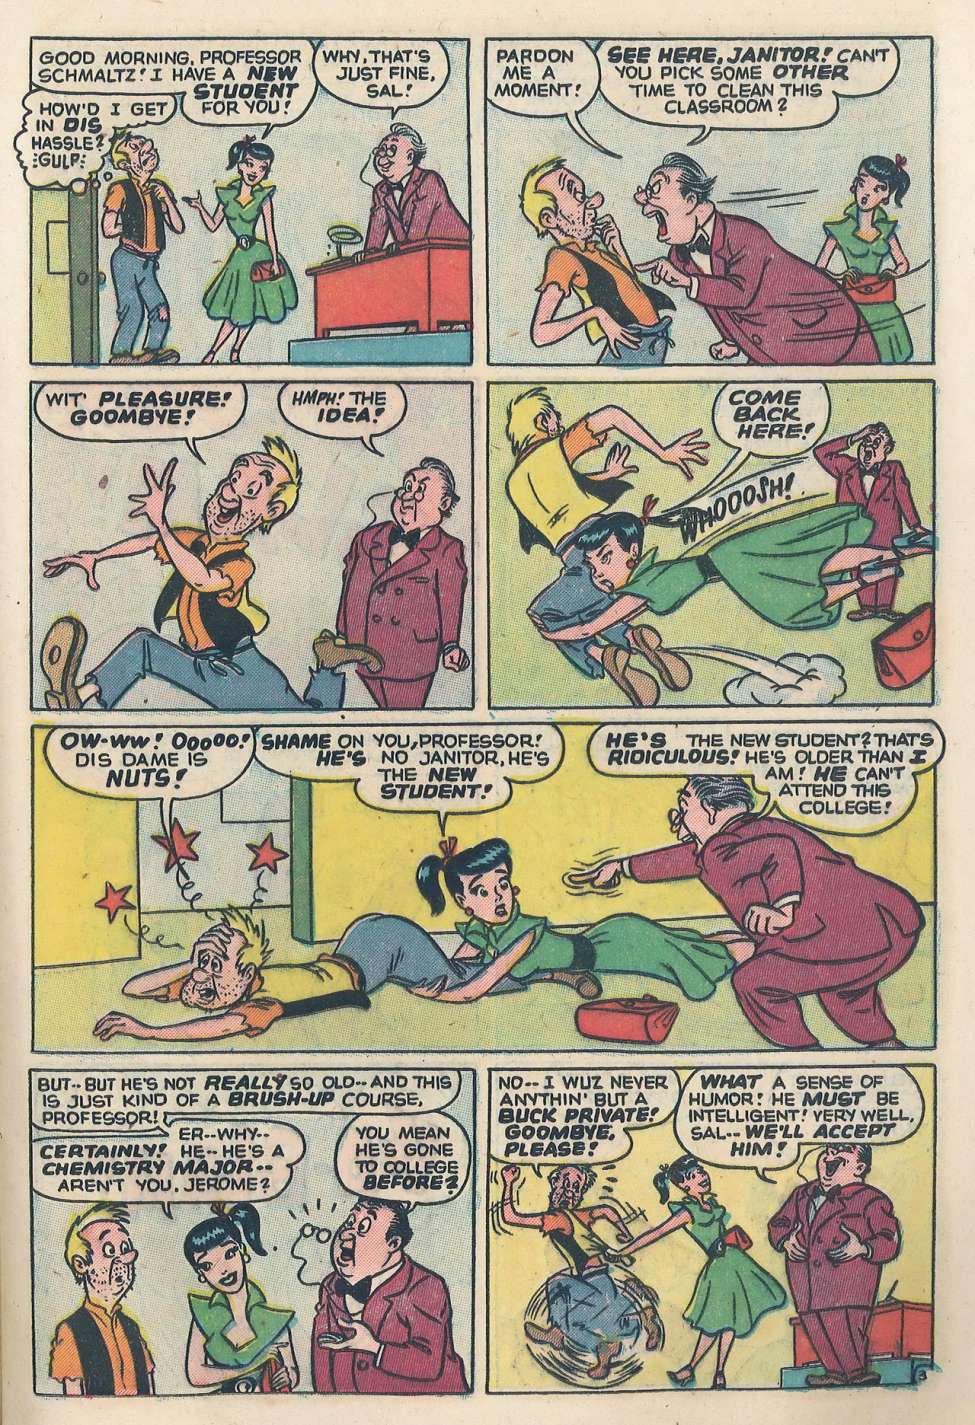 GOOD MORNING, PROFESSOR
SCHMALTZ! I HAVE A NEW
STUDENT
FOR YOU!
HOW'D I GET
IN DIS
HASSLE?
:GULP:
WHY, THAT'S
JUST FINE,
SAL!
PARDON
ME A
MOMENT!
SEE HERE, JANITOR! CAN'T
YOU PICK SOME OTHER
TIME TO CLEAN THIS
CLASSROOM?
WIT' PLEASURE!
GOOMBYE!
HMPH! THE
IDEA!
COME
BACK
HERE!
WHOOOSH!
OW-WW! OOOOO!
DIS DAME IS
NUTS!
SHAME ON YOU, PROFESSOR!
HE'S NO JANITOR, HE'S
THE NEW
STUDENT!
HE'S THE NEW STUDENT? THAT'S
RIDICULOUS! HE'S OLDER THAN I
AM! HE CAN'T
ATTEND THIS
COLLEGE!
BUT-- BUT HE'S NOT REALLY SO OLD--AND THIS
IS JUST KIND OF A BRUSH-UP COURSE,
PROFESSOR!
ER--WHY--
CERTAINLY! HE--HE'S A
CHEMISTRY MAJOR--
AREN'T YOU, JEROME?
YOU MEAN
HE'S GONE
TO COLLEGE
BEFORE?
NO--I WUZ NEVER
ANYTHIN' BUT A
BUCK PRIVATE!
GOOMBYE,
PLEASE!
WHAT A SENSE OF
HUMOR! HE MUST BE
INTELLIGENT! VERY WELL,
SAL--WE'LL ACCEPT
HIM!
3